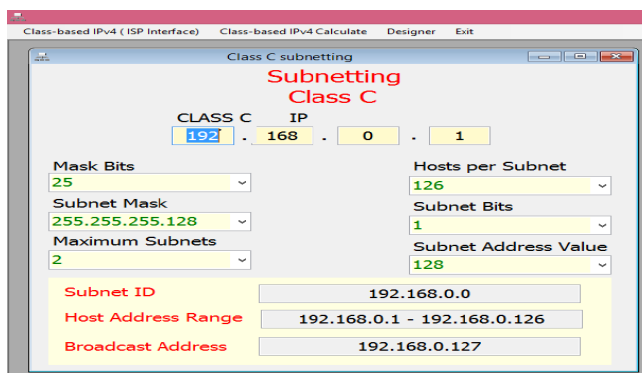 Class-based IPv4 ( ISP Interface) Class-based IPv4 Calculate Designer Exit
Class C subnetting
Subnetting
Class C
CLASS C IP
192 . 168 . 0 . 1
Mask Bits
25
Subnet Mask
255.255.255.128
Maximum Subnets
2
Hosts per Subnet
126
Subnet Bits
1
Subnet Address Value
128
Subnet ID 192.168.0.0
Host Address Range 192.168.0.1 - 192.168.0.126
Broadcast Address 192.168.0.127